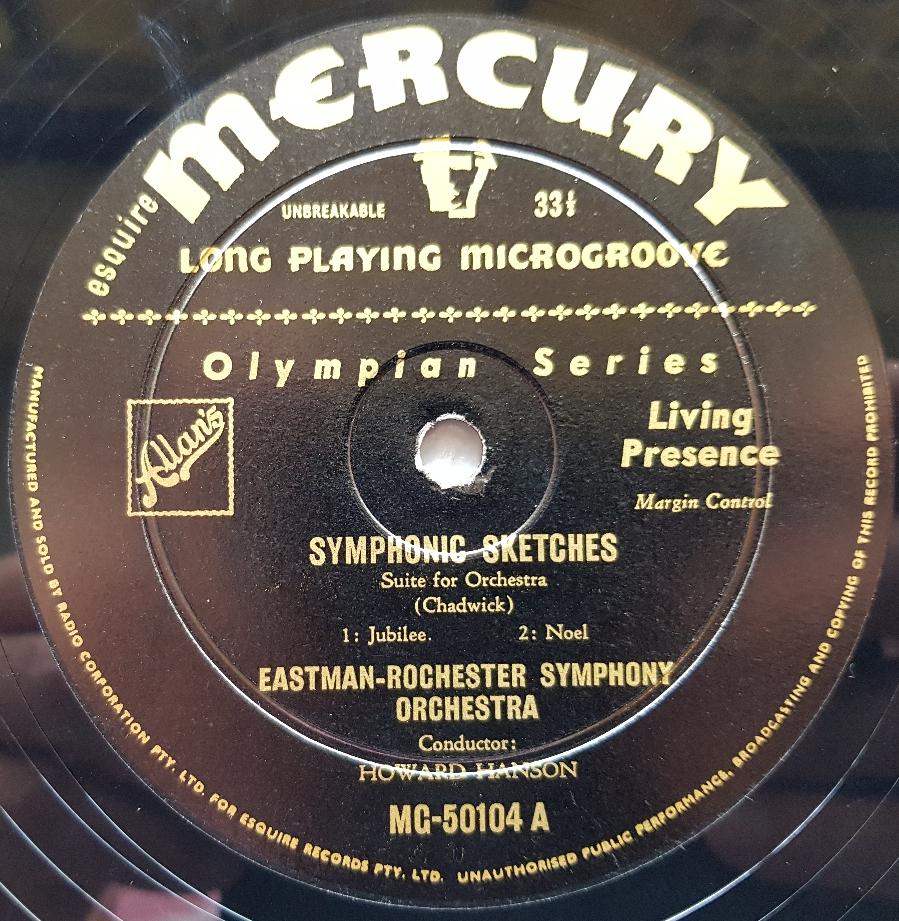 esquire MERCURY
UNBREAKABLE 33⅓
LONG PLAYING MICROGROOVE
Olympian Series
Allan's
Living
Presence
Margin Control
SYMPHONIC SKETCHES
Suite for Orchestra
(Chadwick)
1: Jubilee. 2: Noel
EASTMAN-ROCHESTER SYMPHONY
ORCHESTRA
Conductor:
HOWARD HANSON
MG-50104 A
MANUFACTURED AND SOLD BY RADIO CORPORATION PTY. LTD. FOR ESQUIRE RECORDS PTY. LTD. UNAUTHORISED PUBLIC PERFORMANCE, BROADCASTING AND COPYING OF THIS RECORD PROHIBITED